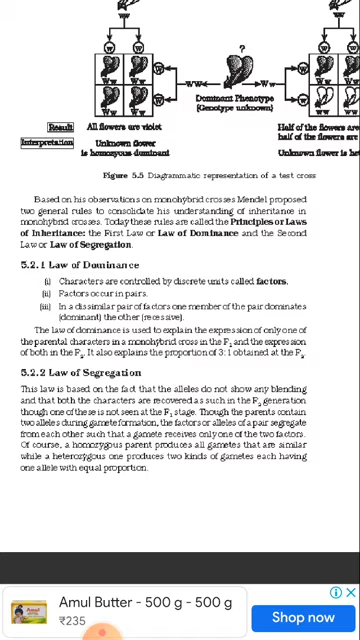 ww
w w
w W
Ww Ww
Ww Ww
w W
?
WW Ww
Dominant Phenotype
(Genotype unknown)
ww
w w
Result All flowers are violet
Half of the flowers are
half of the flowers are
Interpretation Unknown flower
is homozyous dominant
Unknown flower is het
Figure 5.5 Diagrammatic representation of a test cross
Based on his observations on monohybrid crosses Mendel proposed
two general rules to consolidate his understanding of inheritance in
monohybrid crosses. Today these rules are called the Principles or Laws
of Inheritance: the First Law or Law of Dominance and the Second
Law or Law of Segregation.
5.2.1 Law of Dominance
(i) Characters are controlled by discrete units called factors.
(ii) Factors occur in pairs.
(iii) In a dissimilar pair of factors one member of the pair dominates
(dominant) the other (recessive).
The law of dominance is used to explain the expression of only one of
the parental characters in a monohybrid cross in the F1 and the expression
of both in the F2. It also explains the proportion of 3:1 obtained at the F2.
5.2.2 Law of Segregation
This law is based on the fact that the alleles do not show any blending
and that both the characters are recovered as such in the F2 generation
though one of these is not seen at the F1 stage. Though the parents contain
two alleles during gamete formation, the factors or alleles of a pair segregate
from each other such that a gamete receives only one of the two factors.
Of course, a homozygous parent produces all gametes that are similar
while a heterozygous one produces two kinds of gametes each having
one allele with equal proportion.
Amul Butter - 500 g - 500 g
₹235
Shop now